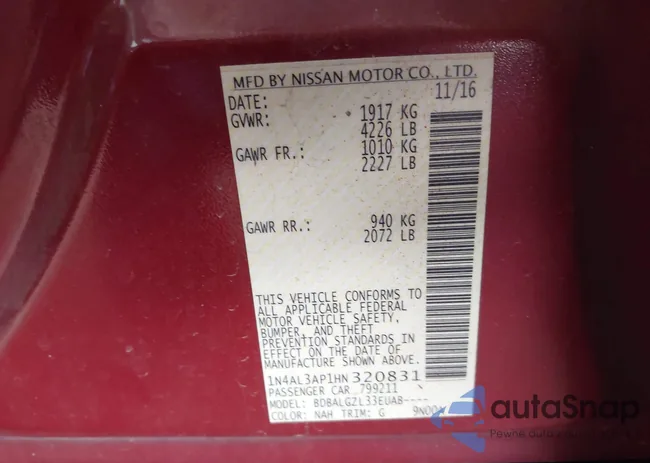 MFD BY NISSAN MOTOR CO., LTD.
DATE: 11/16
GVWR: 1917 KG
4226 LB
GAWR FR.: 1010 KG
2227 LB
GAWR RR.: 940 KG
2072 LB
THIS VEHICLE CONFORMS TO
ALL APPLICABLE FEDERAL
MOTOR VEHICLE SAFETY,
BUMPER, AND THEFT
PREVENTION STANDARDS IN
EFFECT ON THE DATE OF
MANUFACTURE SHOWN ABOVE.
1N4AL3AP1HN320831
PASSENGER CAR 799211
MODEL: BDBALGZL33EUAB----
COLOR: NAH TRIM: G
autoSnap